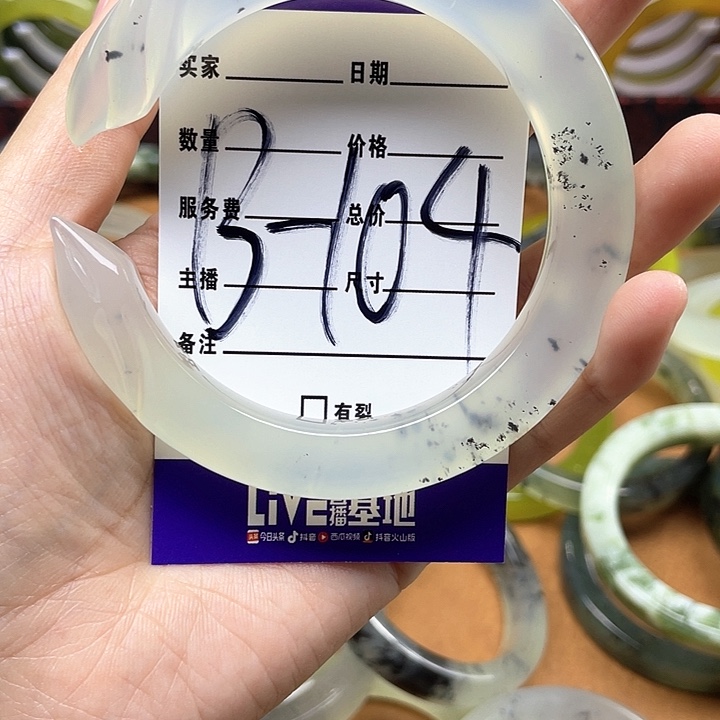 买家 日期
数量 价格
B-104
服务费 总价
主播 尺寸
备注
有裂
LIVE直播基地
今日头条 抖音 西瓜视频 抖音火山版